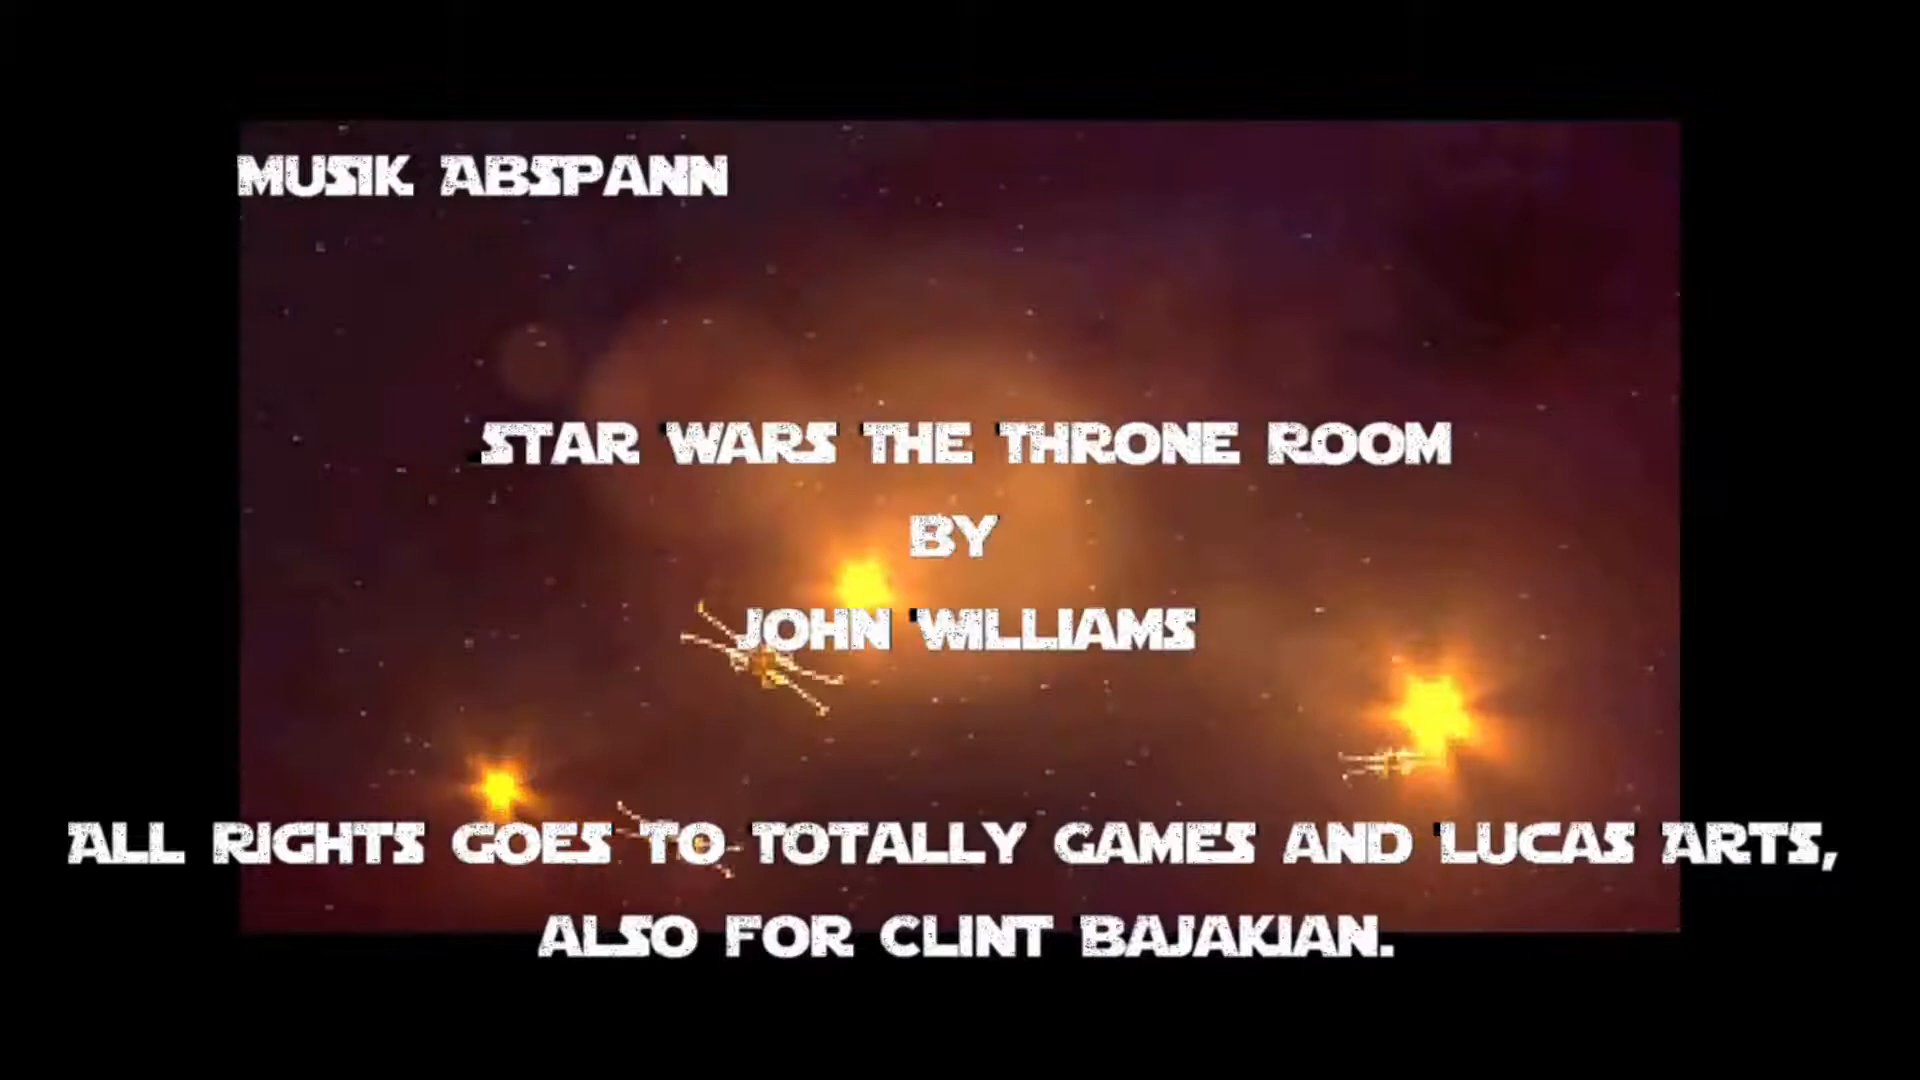 MUSIK ABSPANN
STAR WARS THE THRONE ROOM
BY
JOHN WILLIAMS
ALL RIGHTS GOES TO TOTALLY GAMES AND LUCAS ARTS,
ALSO FOR CLINT BAJAKIAN.